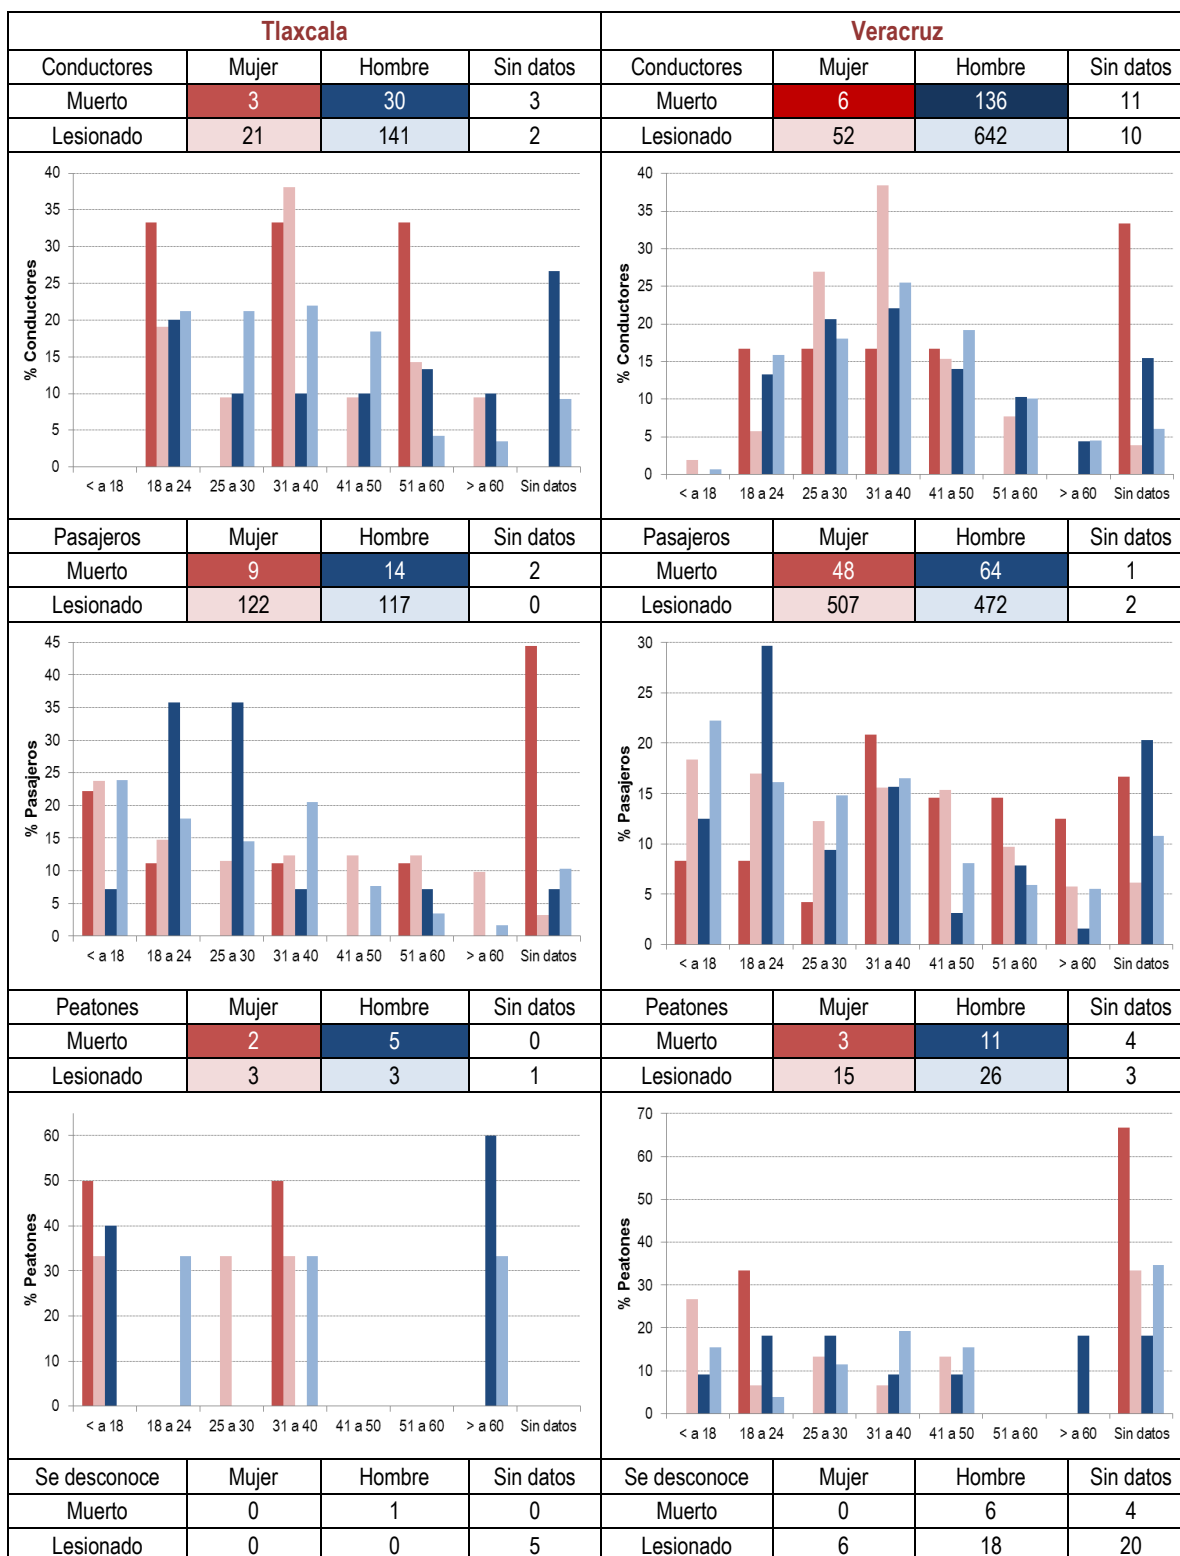 Tlaxcala Veracruz
Conductores Mujer Hombre Sin datos Conductores Mujer Hombre Sin datos
Muerto 3 30 3 Muerto 6 136 11
Lesionado 21 141 2 Lesionado 52 642 10
% Conductores
40
35
30
25
20
15
10
5
0
< a 18 18 a 24 25 a 30 31 a 40 41 a 50 51 a 60 > a 60 Sin datos
% Conductores
40
35
30
25
20
15
10
5
0
< a 18 18 a 24 25 a 30 31 a 40 41 a 50 51 a 60 > a 60 Sin datos
Pasajeros Mujer Hombre Sin datos Pasajeros Mujer Hombre Sin datos
Muerto 9 14 2 Muerto 48 64 1
Lesionado 122 117 0 Lesionado 507 472 2
% Pasajeros
45
40
35
30
25
20
15
10
5
0
< a 18 18 a 24 25 a 30 31 a 40 41 a 50 51 a 60 > a 60 Sin datos
% Pasajeros
30
25
20
15
10
5
0
< a 18 18 a 24 25 a 30 31 a 40 41 a 50 51 a 60 > a 60 Sin datos
Peatones Mujer Hombre Sin datos Peatones Mujer Hombre Sin datos
Muerto 2 5 0 Muerto 3 11 4
Lesionado 3 3 1 Lesionado 15 26 3
% Peatones
60
50
40
30
20
10
0
< a 18 18 a 24 25 a 30 31 a 40 41 a 50 51 a 60 > a 60 Sin datos
% Peatones
70
60
50
40
30
20
10
0
< a 18 18 a 24 25 a 30 31 a 40 41 a 50 51 a 60 > a 60 Sin datos
Se desconoce Mujer Hombre Sin datos Se desconoce Mujer Hombre Sin datos
Muerto 0 1 0 Muerto 0 6 4
Lesionado 0 0 5 Lesionado 6 18 20